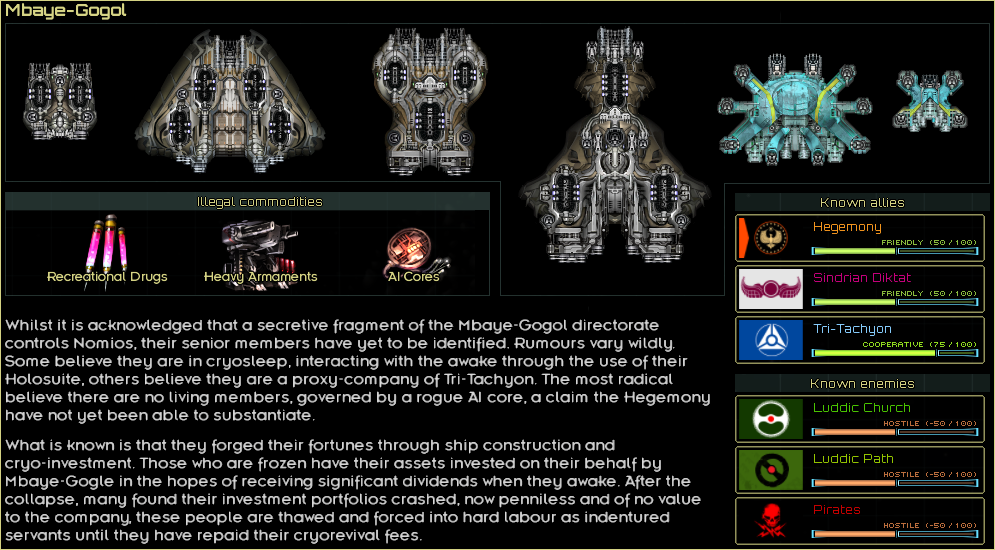 Mbaye-Gogol
Illegal commodities
Recreational Drugs
Heavy Armaments
AI Cores
Whilst it is acknowledged that a secretive fragment of the Mbaye-Gogol directorate
controls Nomios, their senior members have yet to be identified. Rumours vary wildly.
Some believe they are in cryosleep, interacting with the awake through the use of their
Holosuite, others believe they are a proxy-company of Tri-Tachyon. The most radical
believe there are no living members, governed by a rogue AI core, a claim the Hegemony
have not yet been able to substantiate.
What is known is that they forged their fortunes through ship construction and
cryo-investment. Those who are frozen have their assets invested on their behalf by
Mbaye-Gogle in the hopes of receiving significant dividends when they awake. After the
collapse, many found their investment portfolios crashed, now penniless and of no value
to the company, these people are thawed and forced into hard labour as indentured
servants until they have repaid their cryorevival fees.
Known allies
Hegemony
FRIENDLY (50 / 100)
Sindrian Diktat
FRIENDLY (50 / 100)
Tri-Tachyon
COOPERATIVE (75 / 100)
Known enemies
Luddic Church
HOSTILE (-50 / 100)
Luddic Path
HOSTILE (-50 / 100)
Pirates
HOSTILE (-50 / 100)